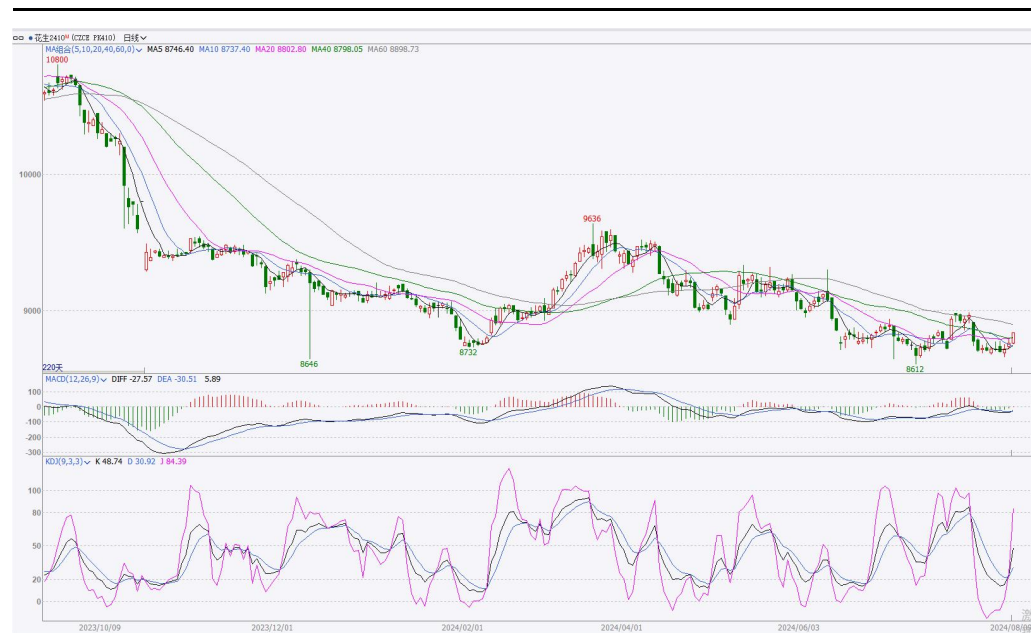 花生2410 (CZCE PK410) 日线
MA组合(5,10,20,40,60,0) MA5 8746.40 MA10 8737.40 MA20 8802.80 MA40 8798.05 MA60 8898.73
10800
10000
9636
9000
8732
8646
8612
220天
MACD(12,26,9) DIFF -27.57 DEA -30.51 5.89
100
0
-100
-200
-300
KDJ(9,3,3) K 48.74 D 30.92 J 84.39
100
80
50
20
0
2023/10/09 2023/12/01 2024/02/01 2024/04/01 2024/06/03